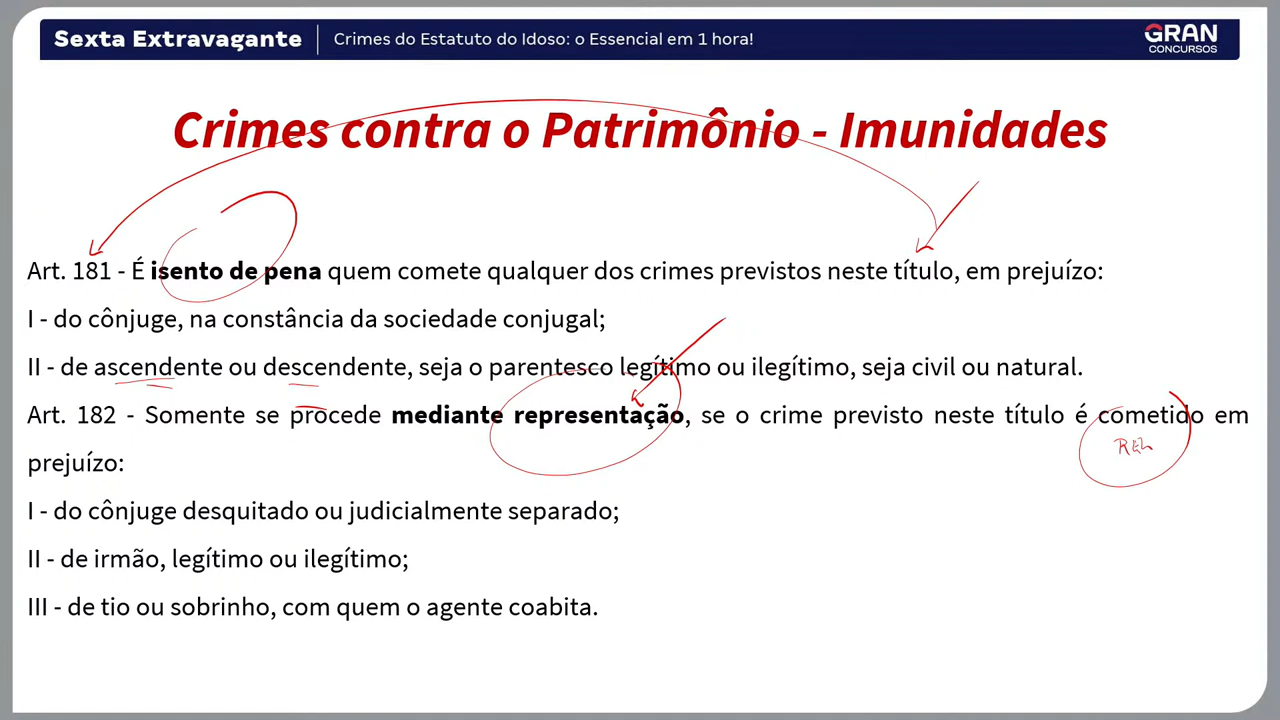 Sexta Extravagante
Crimes do Estatuto do Idoso: o Essencial em 1 hora!
GRAN
CONCURSOS
Crimes contra o Patrimônio - Imunidades
Art. 181 - É isento de pena quem comete qualquer dos crimes previstos neste título, em prejuízo:
I - do cônjuge, na constância da sociedade conjugal;
II - de ascendente ou descendente, seja o parentesco legítimo ou ilegítimo, seja civil ou natural.
Art. 182 - Somente se procede mediante representação, se o crime previsto neste título é cometido em
prejuízo:
I - do cônjuge desquitado ou judicialmente separado;
II - de irmão, legítimo ou ilegítimo;
III - de tio ou sobrinho, com quem o agente coabita.